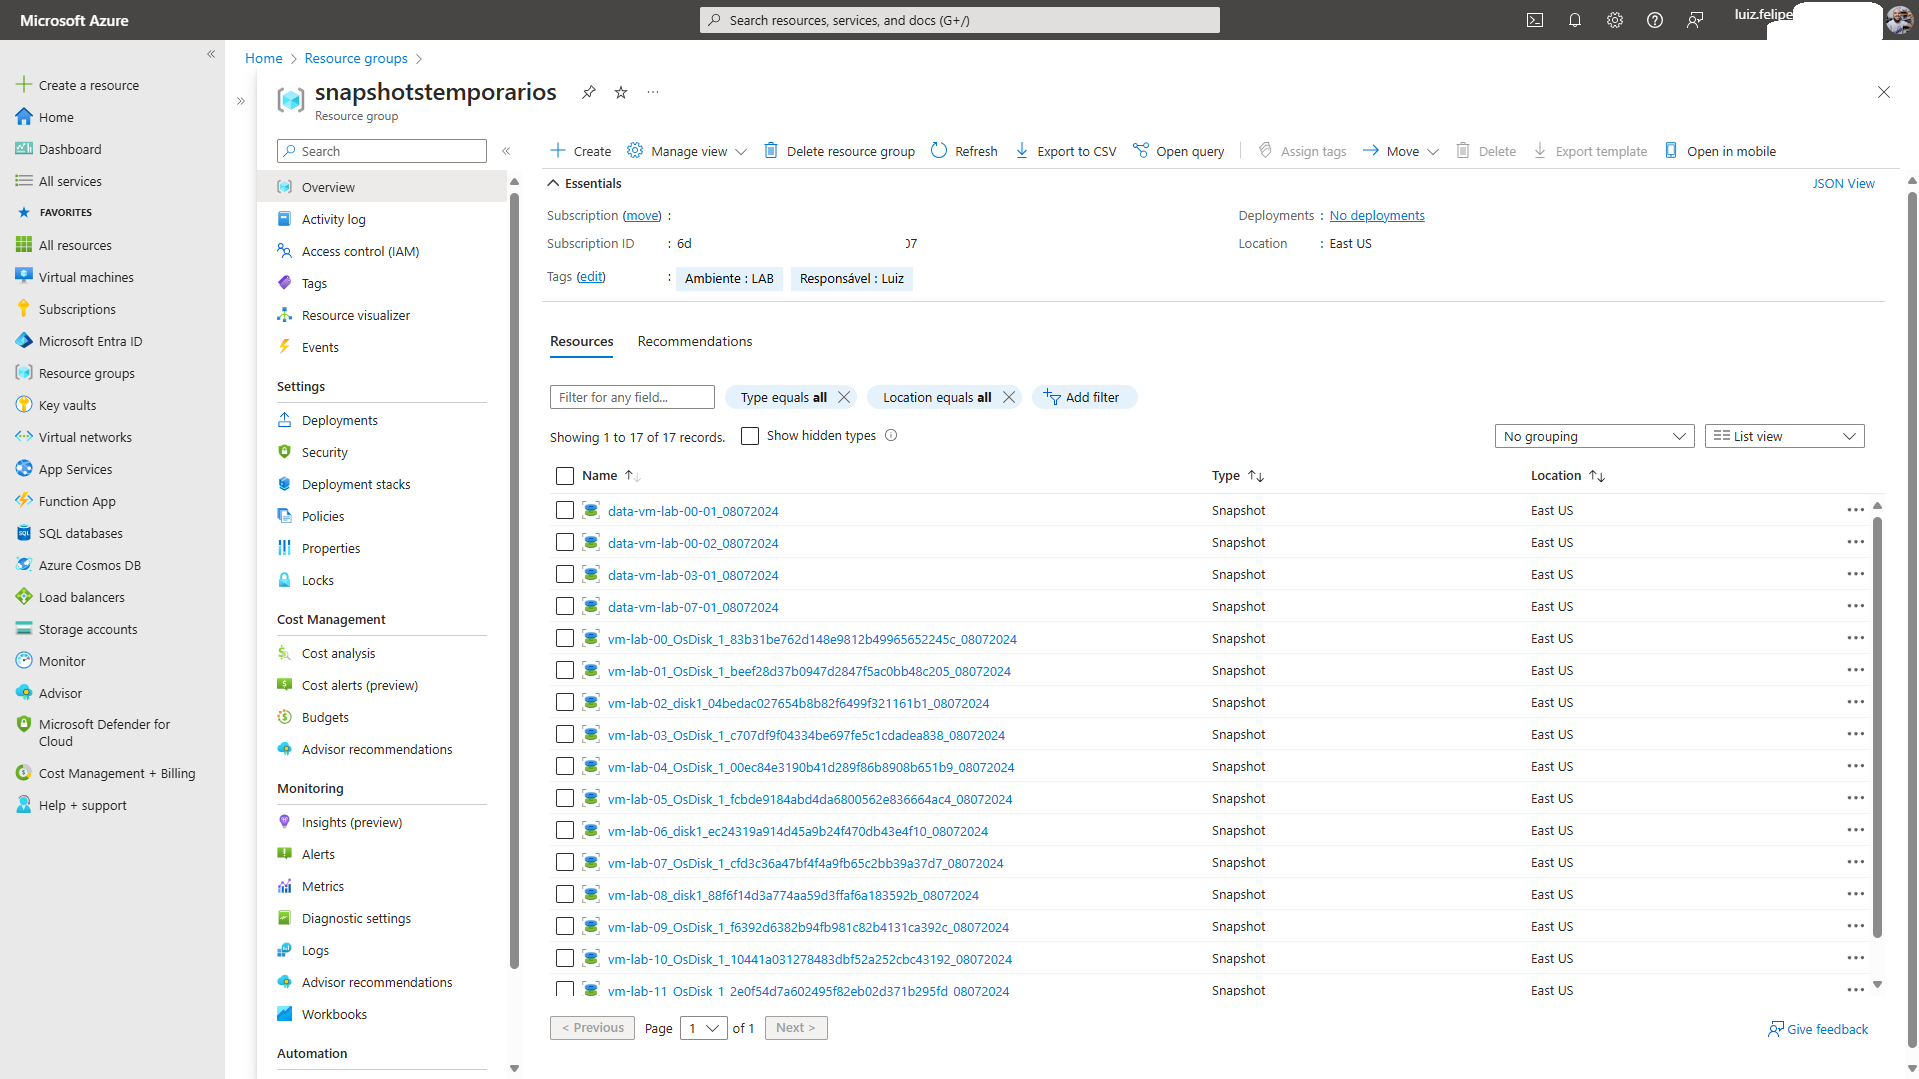 Microsoft Azure
Search resources, services, and docs (G+/)
luiz.felipe
Create a resource
Home
Dashboard
All services
FAVORITES
All resources
Virtual machines
Subscriptions
Microsoft Entra ID
Resource groups
Key vaults
Virtual networks
App Services
Function App
SQL databases
Azure Cosmos DB
Load balancers
Storage accounts
Monitor
Advisor
Microsoft Defender for
Cloud
Cost Management + Billing
Help + support
Home > Resource groups >
snapshotstemporarios
Resource group
Search
Overview
Activity log
Access control (IAM)
Tags
Resource visualizer
Events
Settings
Deployments
Security
Deployment stacks
Policies
Properties
Locks
Cost Management
Cost analysis
Cost alerts (preview)
Budgets
Advisor recommendations
Monitoring
Insights (preview)
Alerts
Metrics
Diagnostic settings
Logs
Advisor recommendations
Workbooks
Automation
Create Manage view Delete resource group Refresh Export to CSV Open query Assign tags Move Delete Export template Open in mobile
Essentials JSON View
Subscription (move) : Deployments : No deployments
Subscription ID : 6d 07 Location : East US
Tags (edit) : Ambiente : LAB Responsável : Luiz
Resources Recommendations
Filter for any field... Type equals all Location equals all Add filter
Showing 1 to 17 of 17 records. Show hidden types No grouping List view
Name Type Location
data-vm-lab-00-01_08072024 Snapshot East US
data-vm-lab-00-02_08072024 Snapshot East US
data-vm-lab-03-01_08072024 Snapshot East US
data-vm-lab-07-01_08072024 Snapshot East US
vm-lab-00_OsDisk_1_83b31be762d148e9812b49965652245c_08072024 Snapshot East US
vm-lab-01_OsDisk_1_beef28d37b0947d2847f5ac0bb48c205_08072024 Snapshot East US
vm-lab-02_disk1_04bedac027654b8b82f6499f321161b1_08072024 Snapshot East US
vm-lab-03_OsDisk_1_c707df9f04334be697fe5c1cdadea838_08072024 Snapshot East US
vm-lab-04_OsDisk_1_00ec84e3190b41d289f86b8908b651b9_08072024 Snapshot East US
vm-lab-05_OsDisk_1_fcbde9184abd4da6800562e836664ac4_08072024 Snapshot East US
vm-lab-06_disk1_ec24319a914d45a9b24f470db43e4f10_08072024 Snapshot East US
vm-lab-07_OsDisk_1_cfd3c36a47bf4f4a9fb65c2bb39a37d7_08072024 Snapshot East US
vm-lab-08_disk1_88f6f14d3a774aa59d3ffaf6a183592b_08072024 Snapshot East US
vm-lab-09_OsDisk_1_f6392d6382b94fb981c82b4131ca392c_08072024 Snapshot East US
vm-lab-10_OsDisk_1_10441a031278483dbf52a252cbc43192_08072024 Snapshot East US
vm-lab-11_OsDisk_1_2e0f54d7a602495f82eb02d371b295fd_08072024 Snapshot East US
< Previous Page 1 of 1 Next > Give feedback